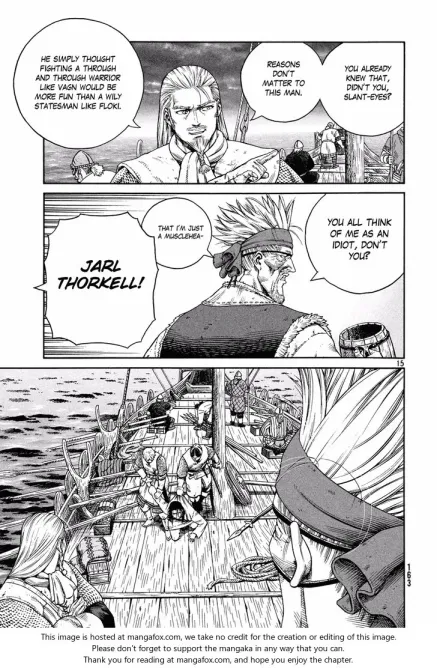 YOU ALREADY
KNEW THAT,
DIDN'T YOU,
SLANT-EYES?
REASONS
DON'T
MATTER TO
THIS MAN.
HE SIMPLY THOUGHT
FIGHTING A THROUGH
AND THROUGH WARRIOR
LIKE VAGN WOULD BE
MORE FUN THAN A WILY
STATESMAN LIKE FLOKI.
YOU ALL THINK
OF ME AS AN
IDIOT, DON'T
YOU?
THAT I'M JUST
A MUSCLEHEA-
JARL
THORKELL!
15
163
This image is hosted at mangafox.com, we take no credit for the creation or editing of this image.
Please don't forget to support the mangaka in any way that you can.
Thank you for reading at mangafox.com, and hope you enjoy the chapter.